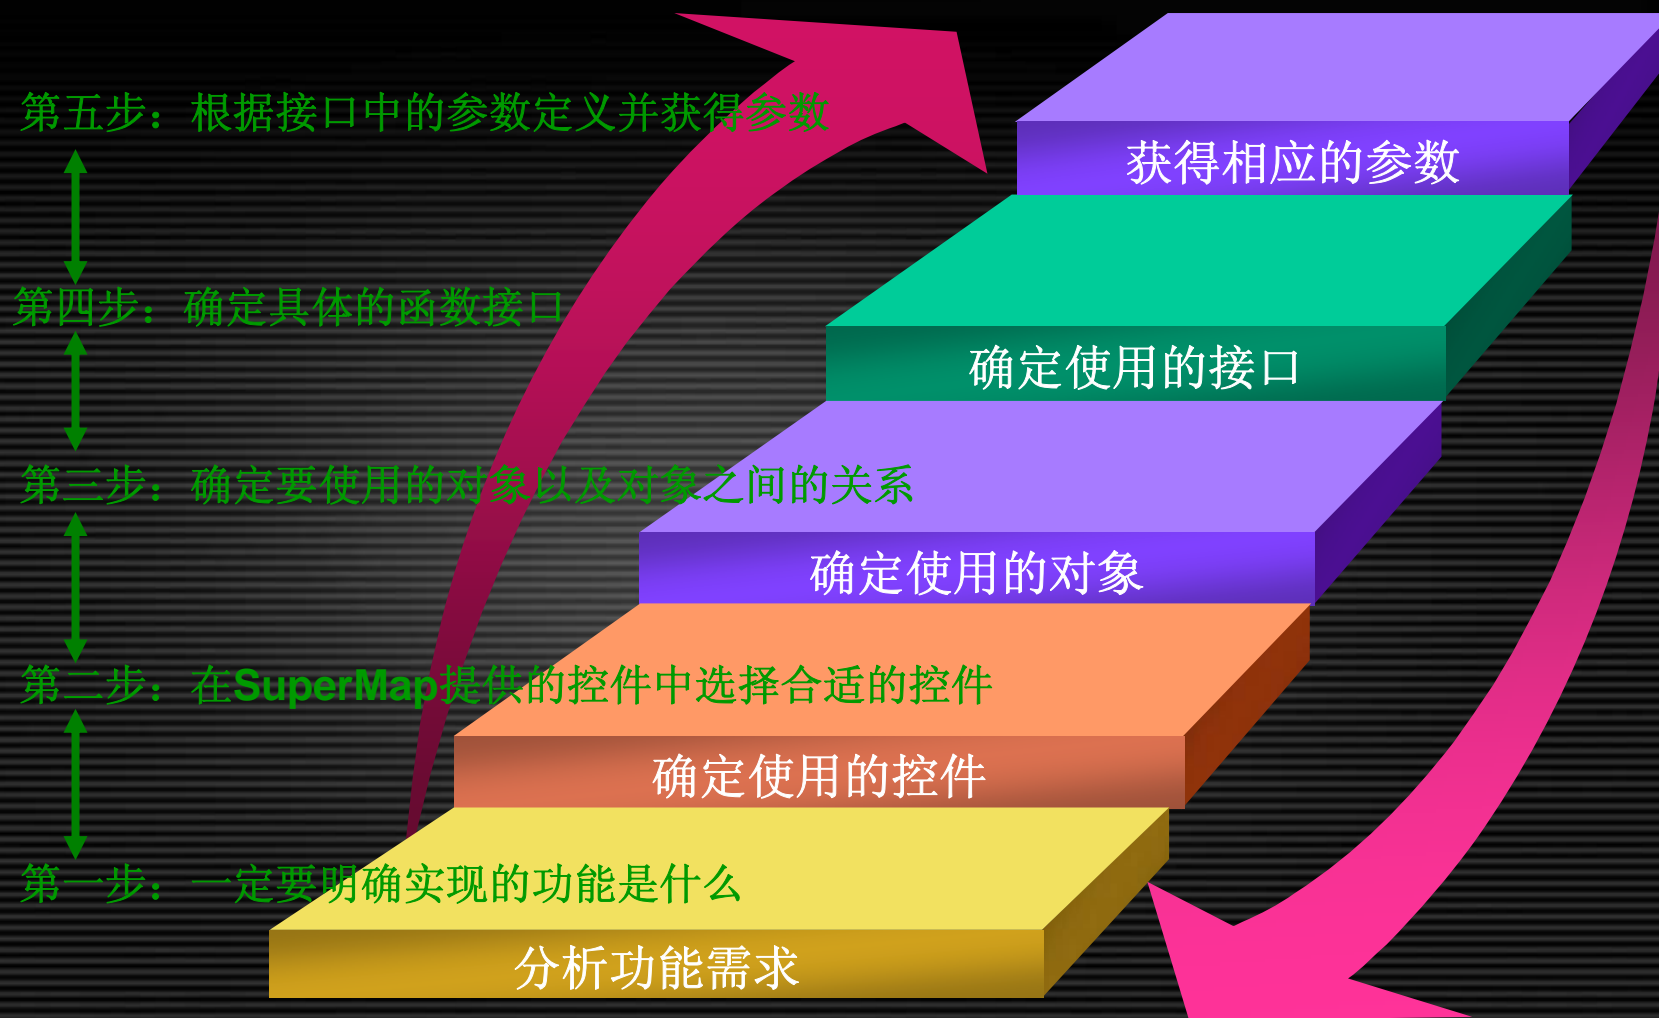 第五步：根据接口中的参数定义并获得参数
获得相应的参数
第四步：确定具体的函数接口
确定使用的接口
第三步：确定要使用的对象以及对象之间的关系
确定使用的对象
第二步：在SuperMap提供的控件中选择合适的控件
确定使用的控件
第一步：一定要明确实现的功能是什么
分析功能需求